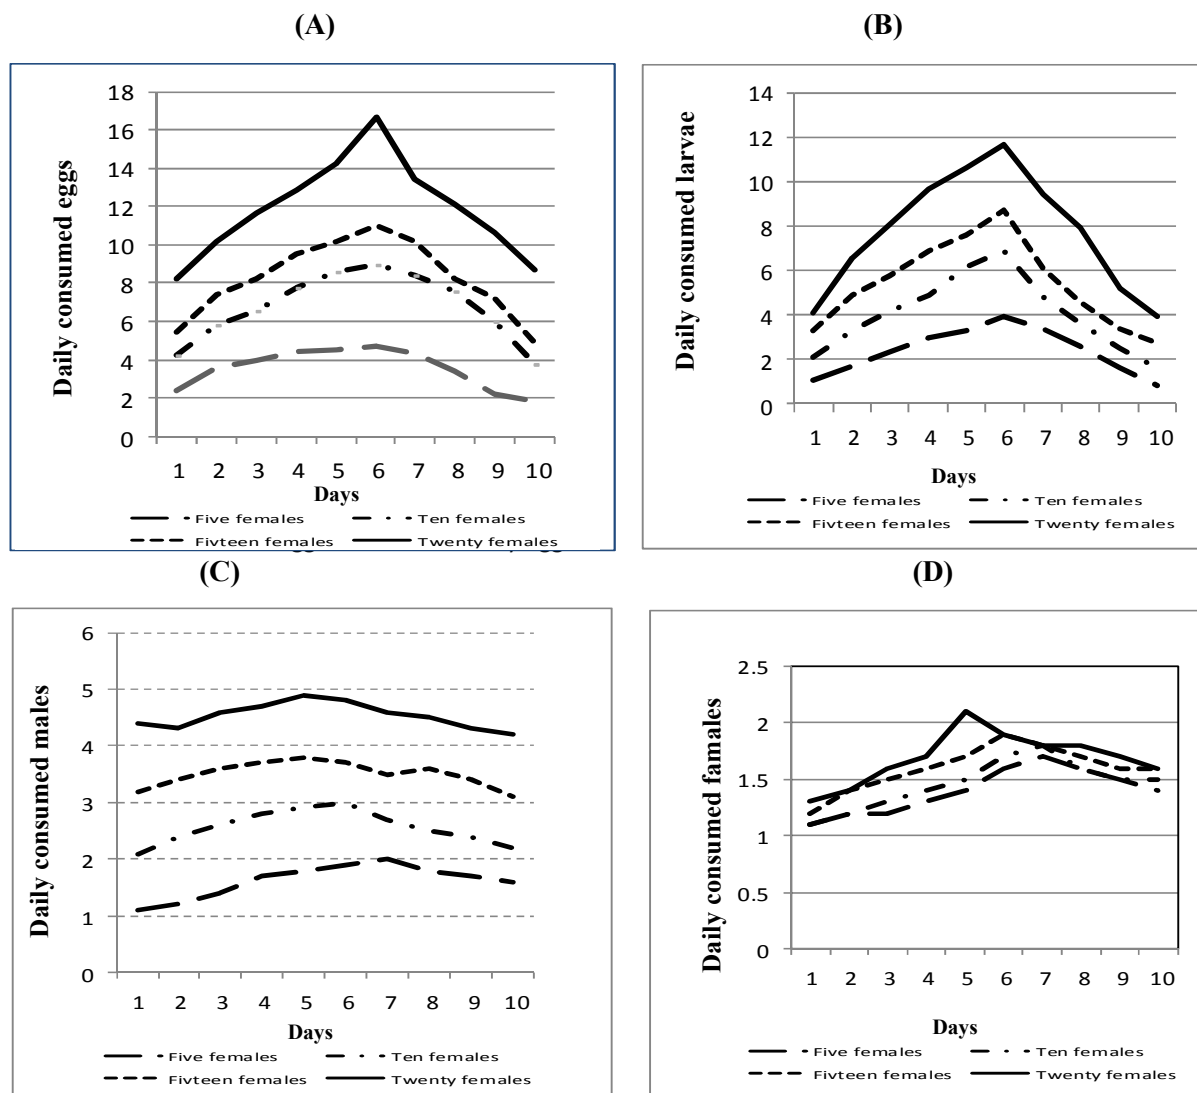 (A)
(B)
Daily consumed eggs
18
16
14
12
10
8
6
4
2
0
1 2 3 4 5 6 7 8 9 10
Days
Five females Ten females
Fivteen females Twenty females
Daily consumed larvae
14
12
10
8
6
4
2
0
1 2 3 4 5 6 7 8 9 10
Days
Five females Ten females
Fivteen females Twenty females
(C)
(D)
Daily consumed males
6
5
4
3
2
1
0
1 2 3 4 5 6 7 8 9 10
Days
Five females Ten females
Fivteen females Twenty females
Daily consumed famales
2.5
2
1.5
1
0.5
0
1 2 3 4 5 6 7 8 9 10
Days
Five females Ten females
Fivteen females Twenty females